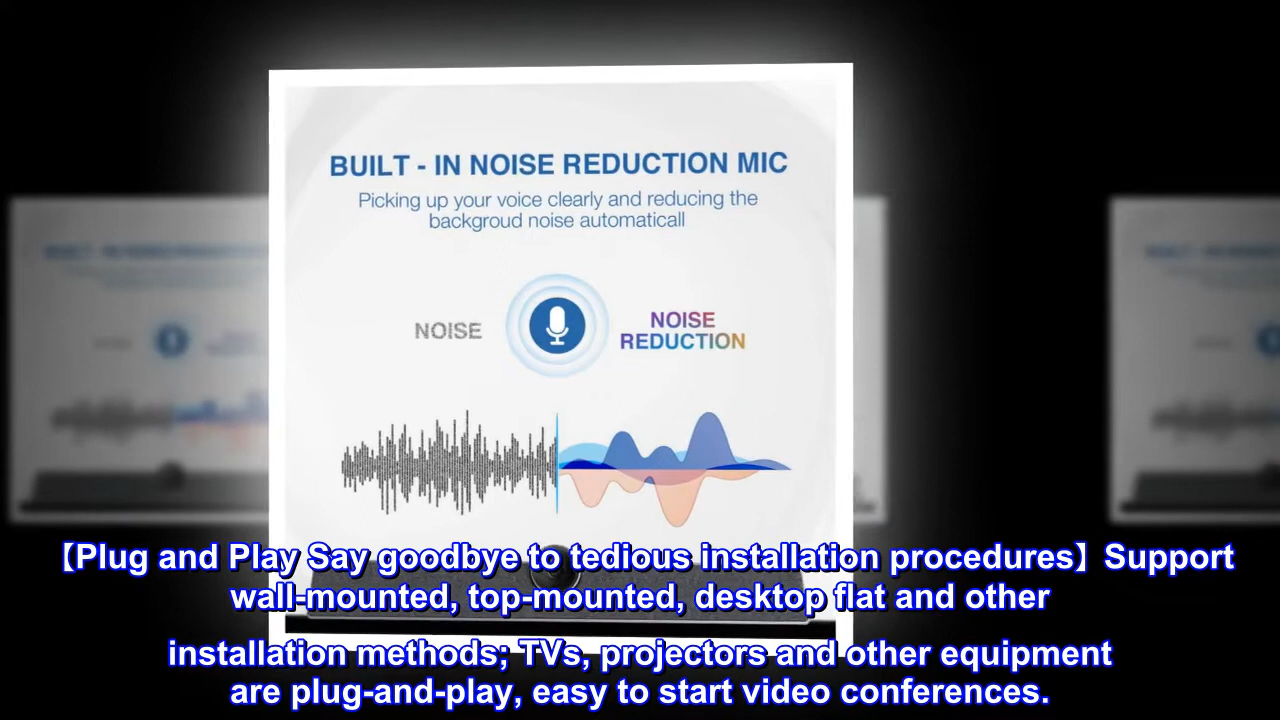 BUILT - IN NOISE REDUCTION MIC
Picking up your voice clearly and reducing the
backgroud noise automaticall
NOISE
NOISE
REDUCTION
【Plug and Play Say goodbye to tedious installation procedures】Support
wall-mounted, top-mounted, desktop flat and other
installation methods; TVs, projectors and other equipment
are plug-and-play, easy to start video conferences.